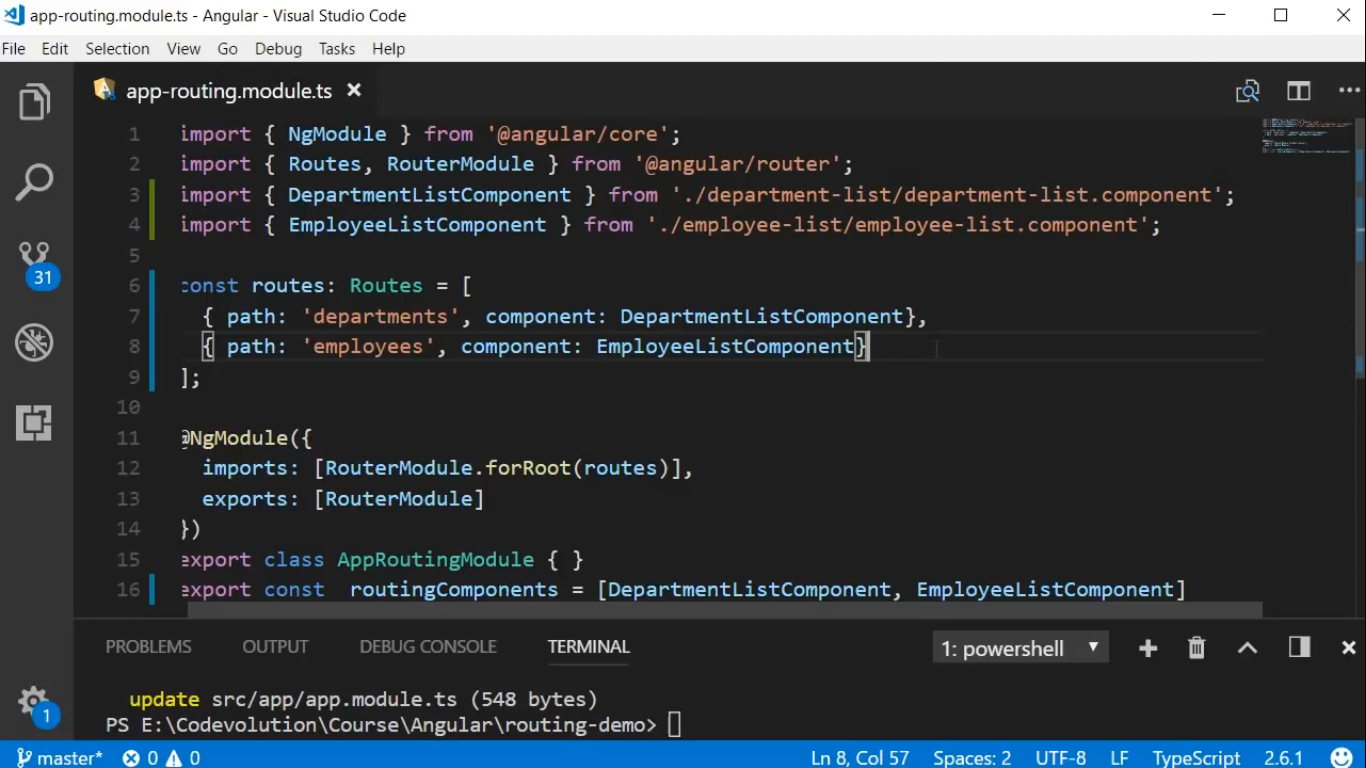 app-routing.module.ts - Angular - Visual Studio Code
File Edit Selection View Go Debug Tasks Help
app-routing.module.ts
1 import { NgModule } from '@angular/core';
2 import { Routes, RouterModule } from '@angular/router';
3 import { DepartmentListComponent } from './department-list/department-list.component';
4 import { EmployeeListComponent } from './employee-list/employee-list.component';
5
6 const routes: Routes = [
7 { path: 'departments', component: DepartmentListComponent},
8 { path: 'employees', component: EmployeeListComponent}
9 ];
10
11 @NgModule({
12 imports: [RouterModule.forRoot(routes)],
13 exports: [RouterModule]
14 })
15 export class AppRoutingModule { }
16 export const routingComponents = [DepartmentListComponent, EmployeeListComponent]
31
1
PROBLEMS OUTPUT DEBUG CONSOLE TERMINAL 1: powershell
update src/app/app.module.ts (548 bytes)
PS E:\Codevolution\Course\Angular\routing-demo>
master* 0 0 Ln 8, Col 57 Spaces: 2 UTF-8 LF TypeScript 2.6.1